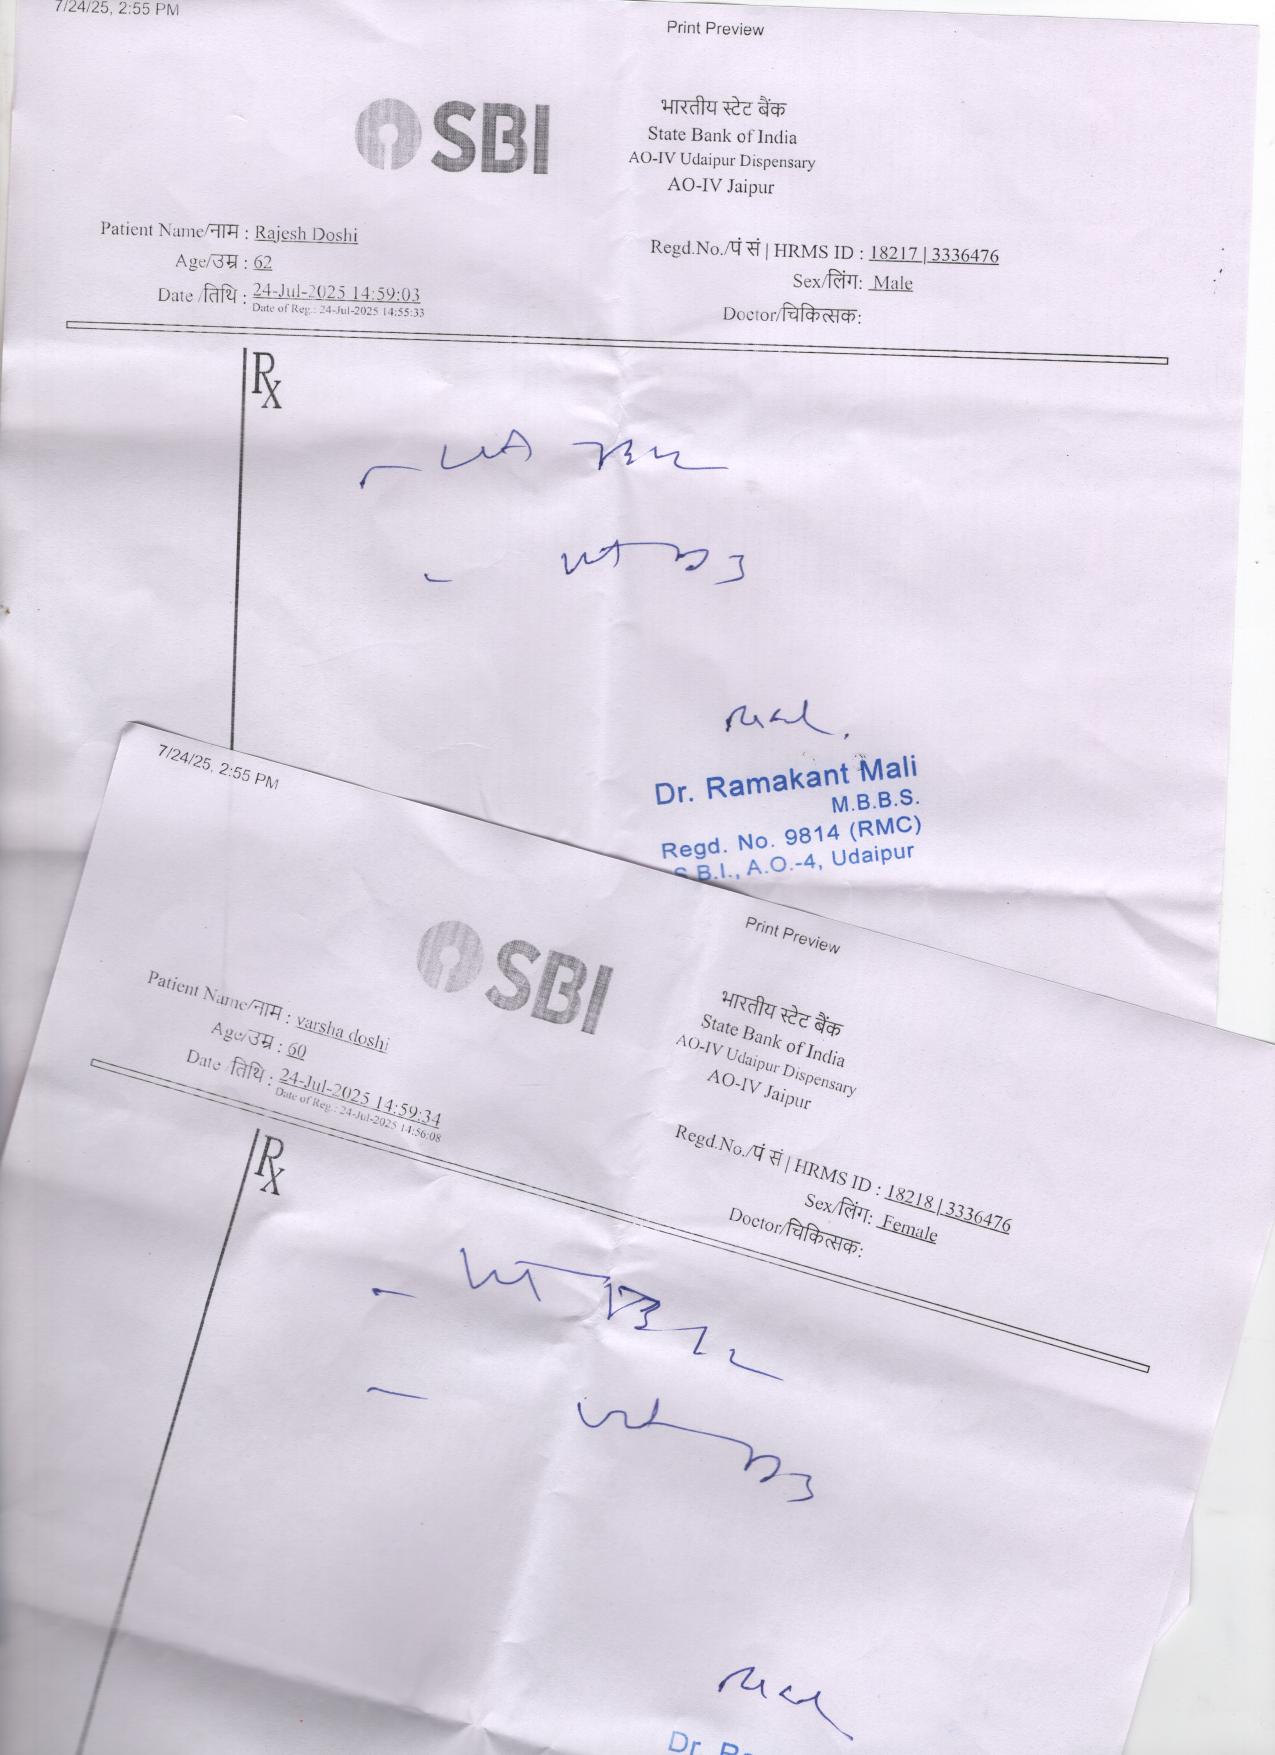 7/24/25, 2:55 PM
Print Preview
SBI
भारतीय स्टेट बैंक
State Bank of India
AO-IV Udaipur Dispensary
AO-IV Jaipur
Patient Name/नाम : Rajesh Doshi
Age/उम्र : 62
Date /तिथि : 24-Jul-2025 14:59:03
Date of Reg.: 24-Jul-2025 14:55:33
Regd.No./पं सं | HRMS ID : 18217 | 3336476
Sex/लिंग: Male
Doctor/चिकित्सक:
Rx
Dr. Ramakant Mali
M.B.B.S.
Regd. No. 9814 (RMC)
S.B.I., A.O.-4, Udaipur
7/24/25, 2:55 PM
Print Preview
SBI
भारतीय स्टेट बैंक
State Bank of India
AO-IV Udaipur Dispensary
AO-IV Jaipur
Patient Name/नाम : varsha doshi
Age/उम्र : 60
Date /तिथि : 24-Jul-2025 14:59:34
Date of Reg.: 24-Jul-2025 14:56:08
Regd.No./पं सं | HRMS ID : 18218 | 3336476
Sex/लिंग: Female
Doctor/चिकित्सक:
Rx
Dr.